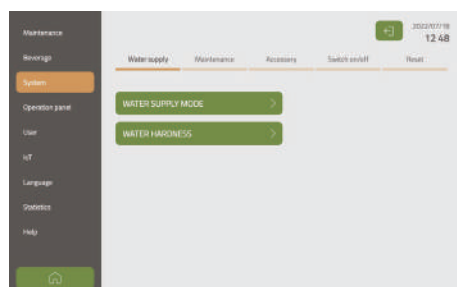 Maintenance
Beverage
System
Operation panel
User
IoT
Language
Statistics
Help
2022/07/18
12 48
Water supply Maintenance Accessory Switch on/off Reset
WATER SUPPLY MODE
WATER HARDNESS